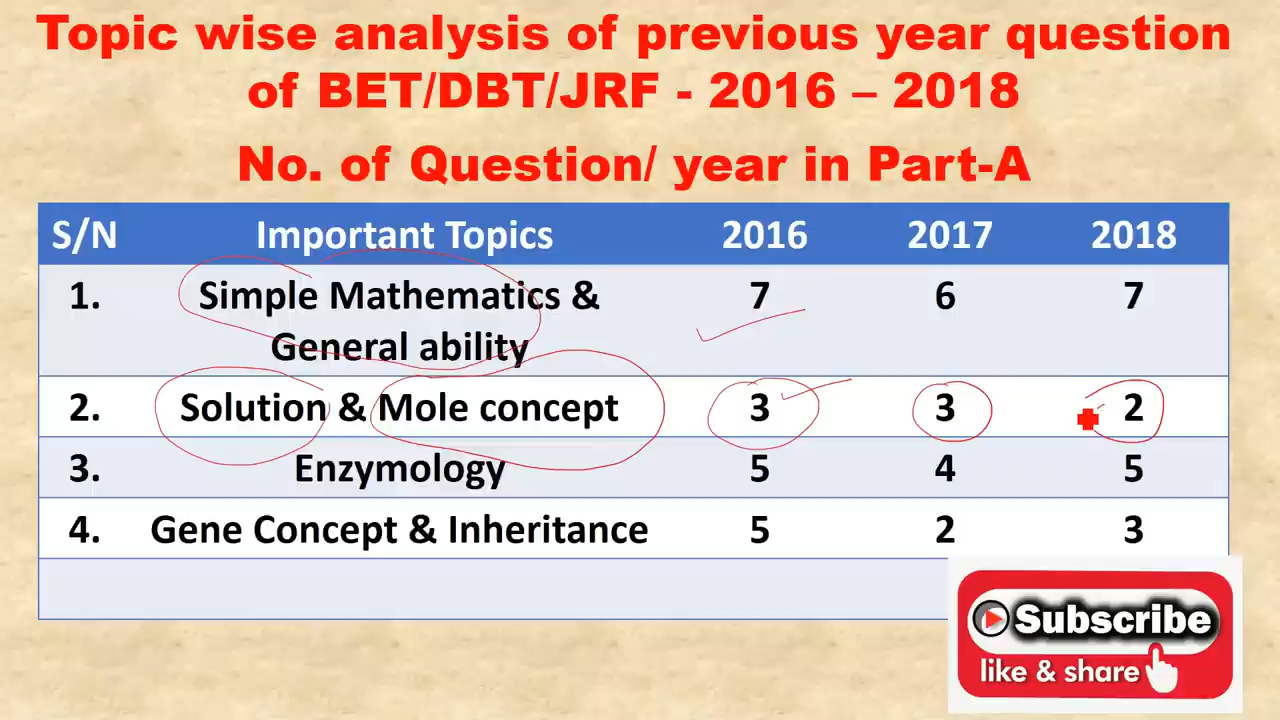 Topic wise analysis of previous year question
of BET/DBT/JRF - 2016 – 2018
No. of Question/ year in Part-A
S/N Important Topics 2016 2017 2018
1. Simple Mathematics & 7 6 7
General ability
2. Solution & Mole concept 3 3 2
3. Enzymology 5 4 5
4. Gene Concept & Inheritance 5 2 3
Subscribe
like & share